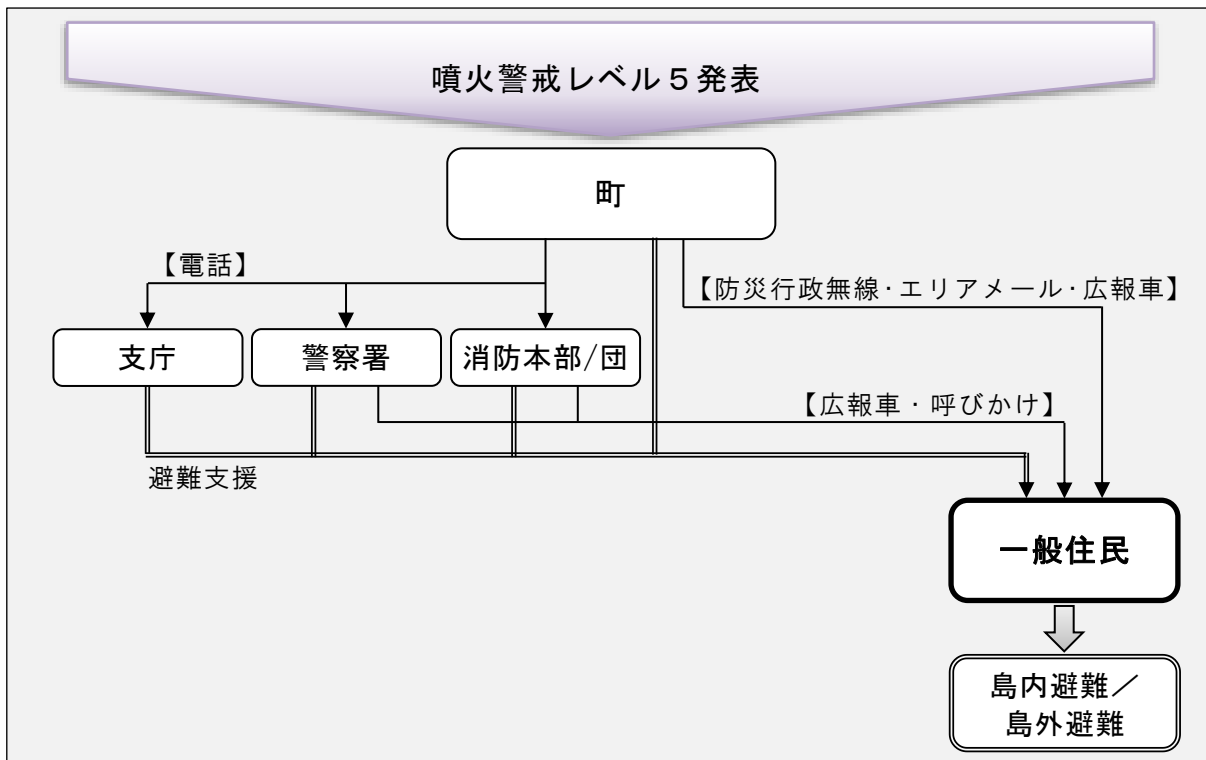 噴火警戒レベル５発表
町
【電話】
【防災行政無線・エリアメール・広報車】
支庁
警察署
消防本部/団
【広報車・呼びかけ】
避難支援
一般住民
島内避難／
島外避難